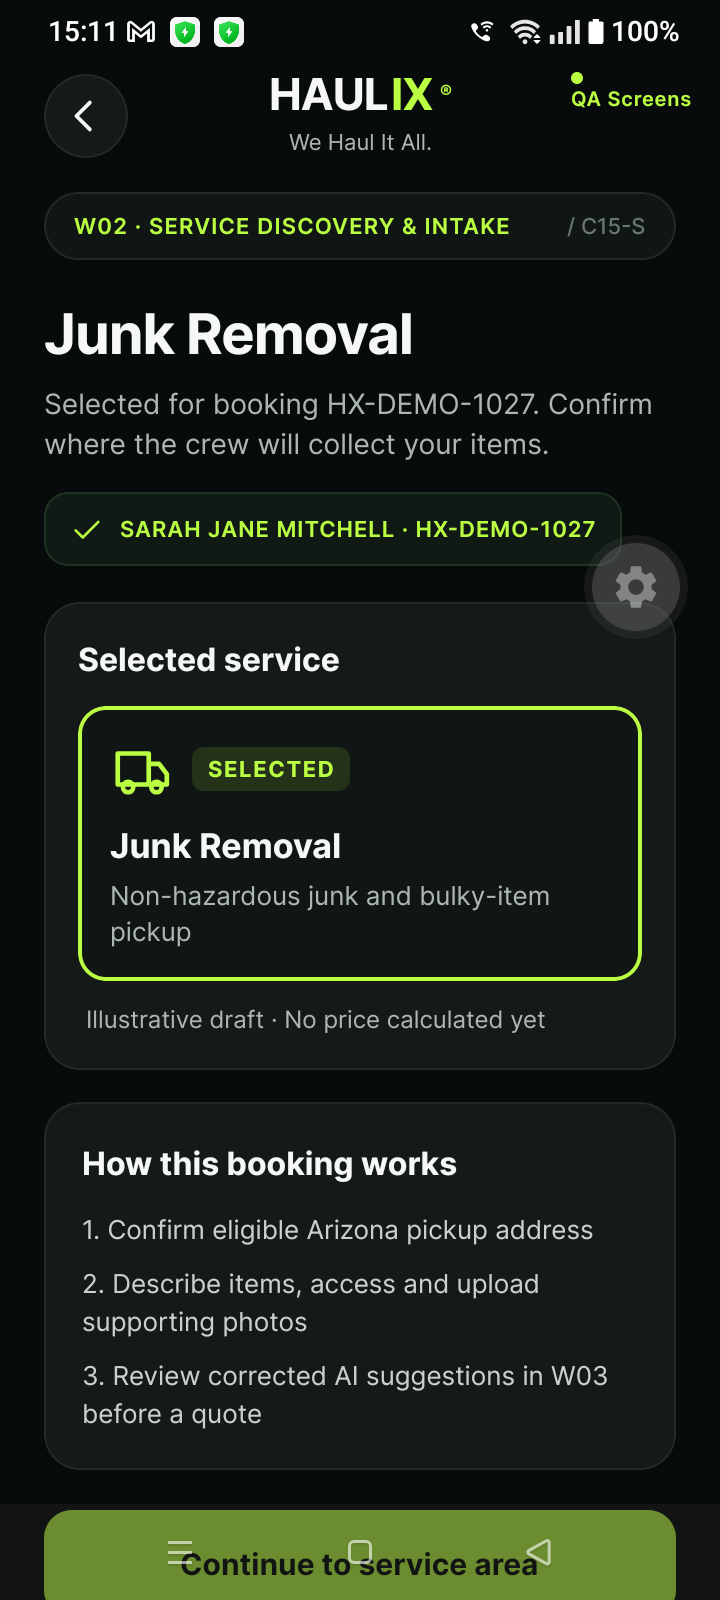 15:11 100%
HAULIX ®
We Haul It All.
QA Screens
W02 · SERVICE DISCOVERY & INTAKE / C15-S
Junk Removal
Selected for booking HX-DEMO-1027. Confirm
where the crew will collect your items.
SARAH JANE MITCHELL · HX-DEMO-1027
Selected service
SELECTED
Junk Removal
Non-hazardous junk and bulky-item
pickup
Illustrative draft · No price calculated yet
How this booking works
1. Confirm eligible Arizona pickup address
2. Describe items, access and upload
supporting photos
3. Review corrected AI suggestions in W03
before a quote
Continue to service area